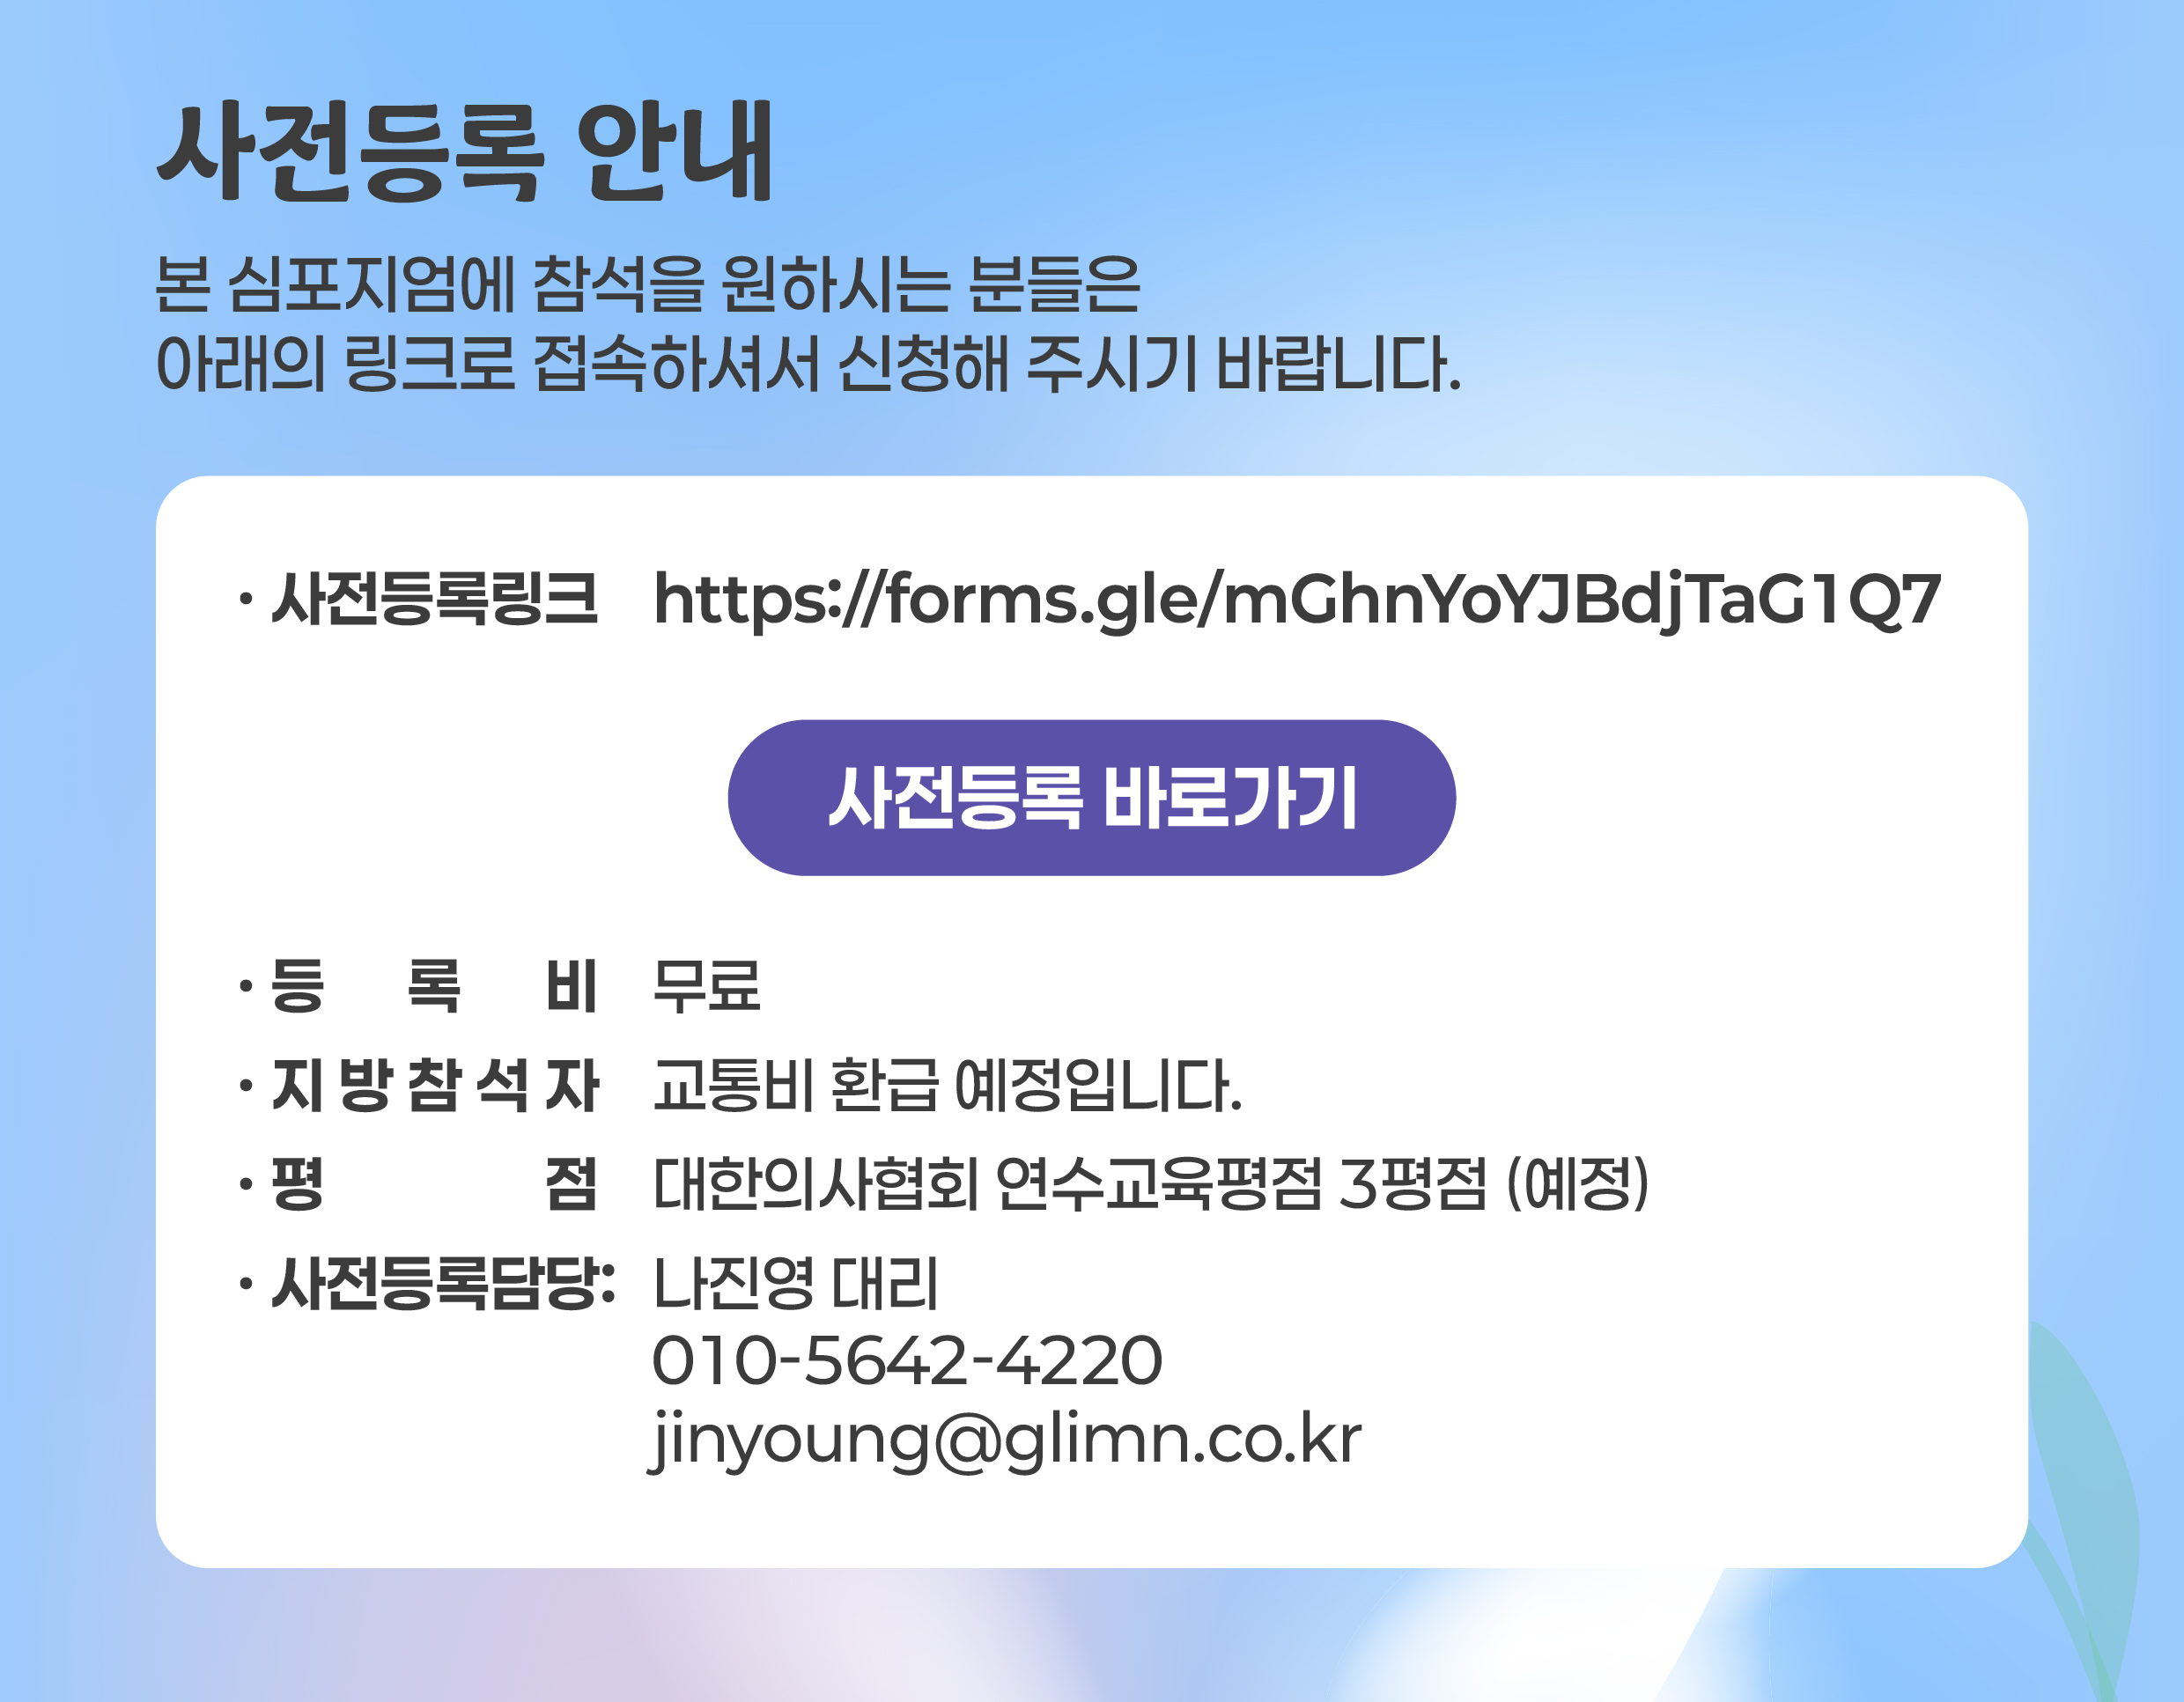 사전등록 안내
본 심포지엄에 참석을 원하시는 분들은
아래의 링크로 접속하셔서 신청해 주시기 바랍니다.
· 사전등록링크 https://forms.gle/mGhnYoYJBdjTaG1Q7
사전등록 바로가기
· 등 록 비 무료
· 지 방 참 석 자 교통비 환급 예정입니다.
· 평 점 대한의사협회 연수교육평점 3평점 (예정)
· 사전등록담당: 나진영 대리
010-5642-4220
jinyoung@glimn.co.kr